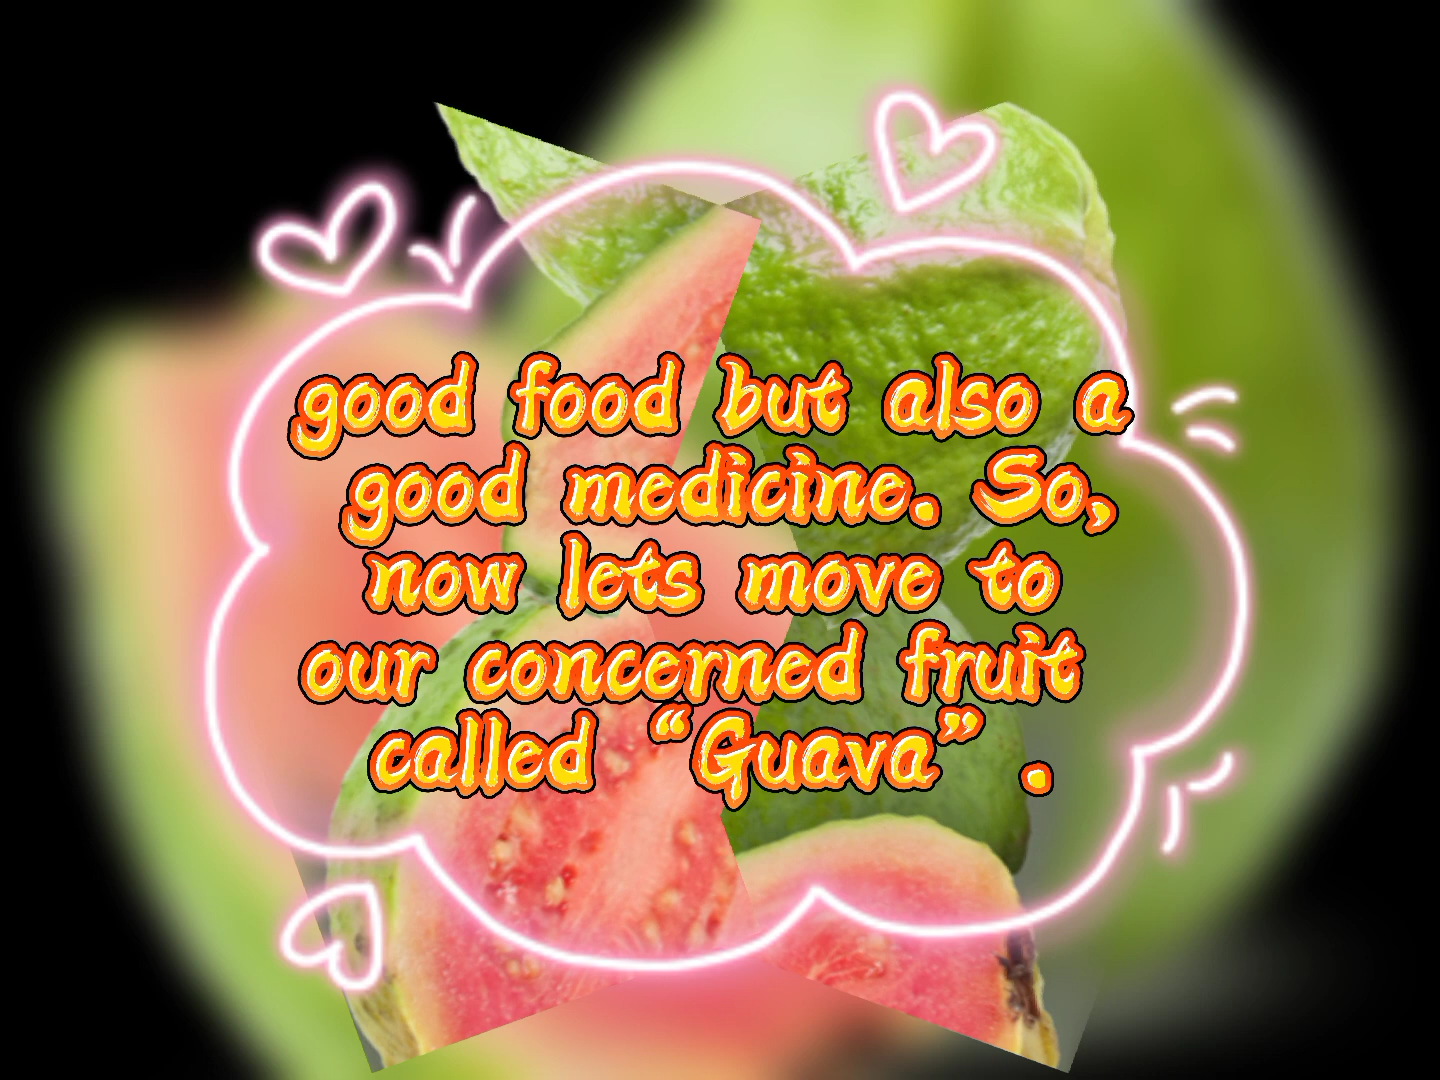 good food but also a
good medicine. So,
now lets move to
our concerned fruit
called “Guava” .